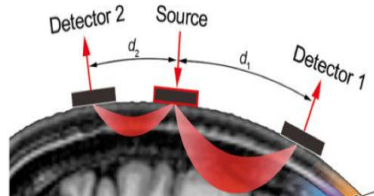 Detector 2
Source
d₂
d₁
Detector 1